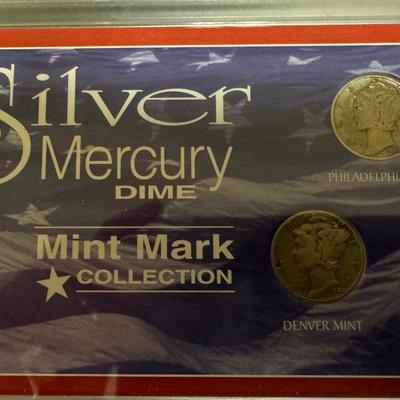 Silver
Mercury
DIME
Mint Mark
COLLECTION
PHILADELPHI
DENVER MINT